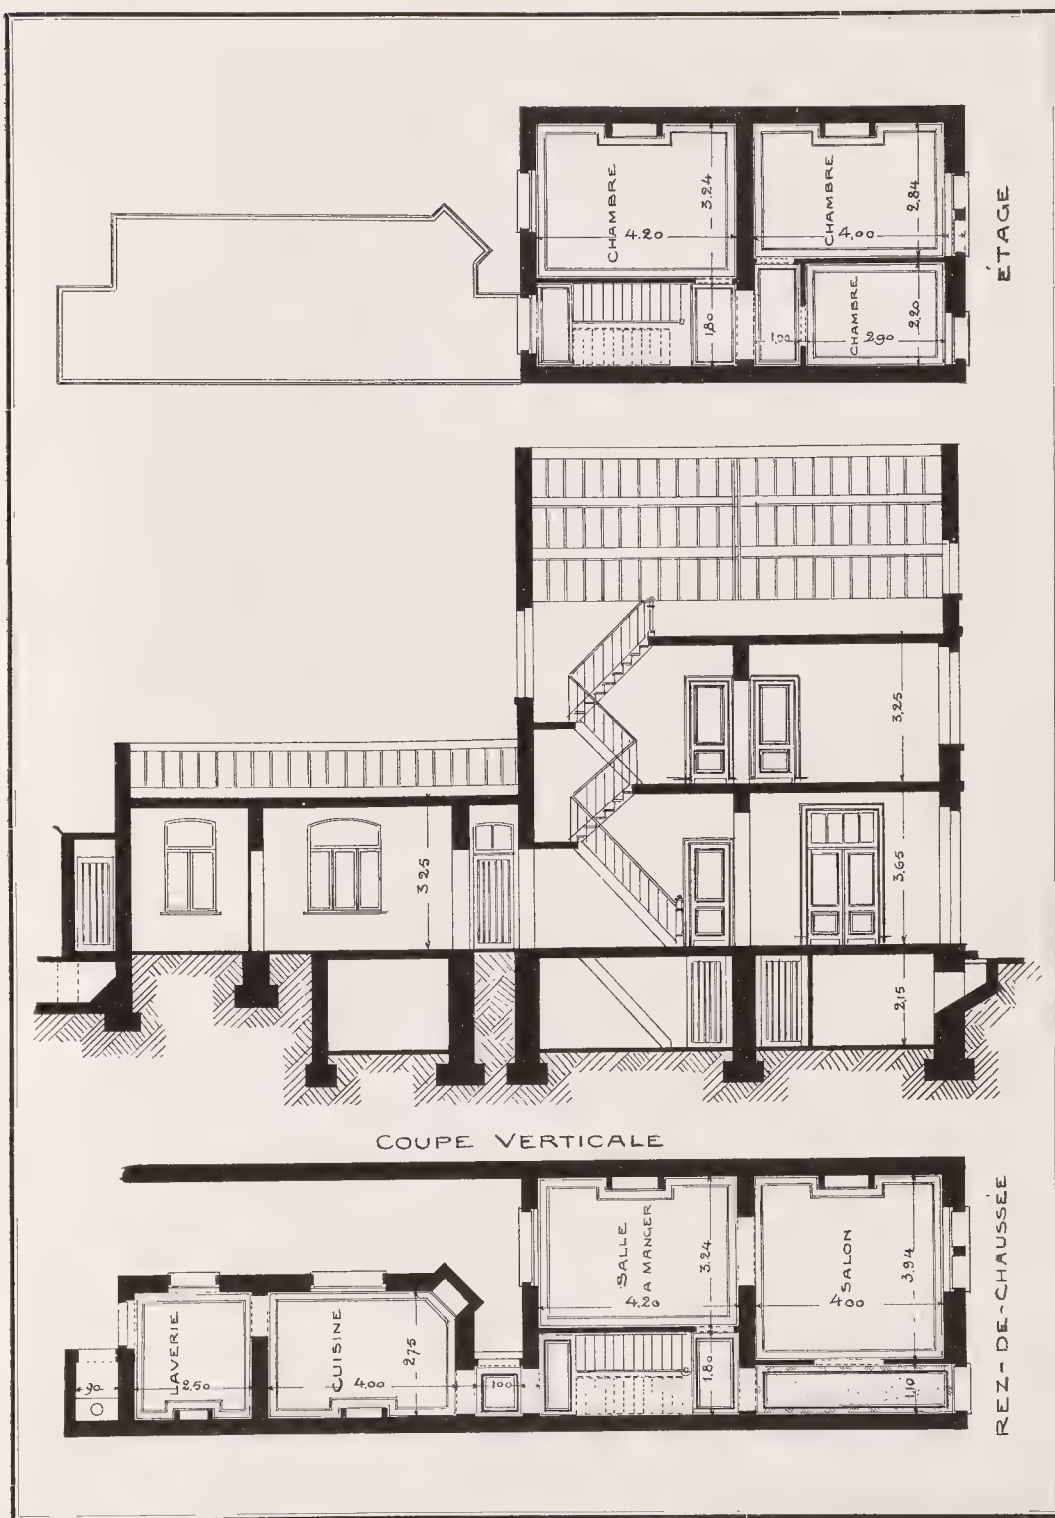 CHAMBRE
3.24
4.20
CHAMBRE
2.84
4.00
1.80
CHAMBRE
2.20
2.90
ÉTAGE
3.25
3.65
3.25
2.15
COUPE VERTICALE
SALLE
A MANGER
3.24
4.20
SALON
3.94
4.00
LAVERIE
2.50
CUISINE
2.75
4.00
90
1.00
1.80
1.10
REZ-DE-CHAUSSÉE